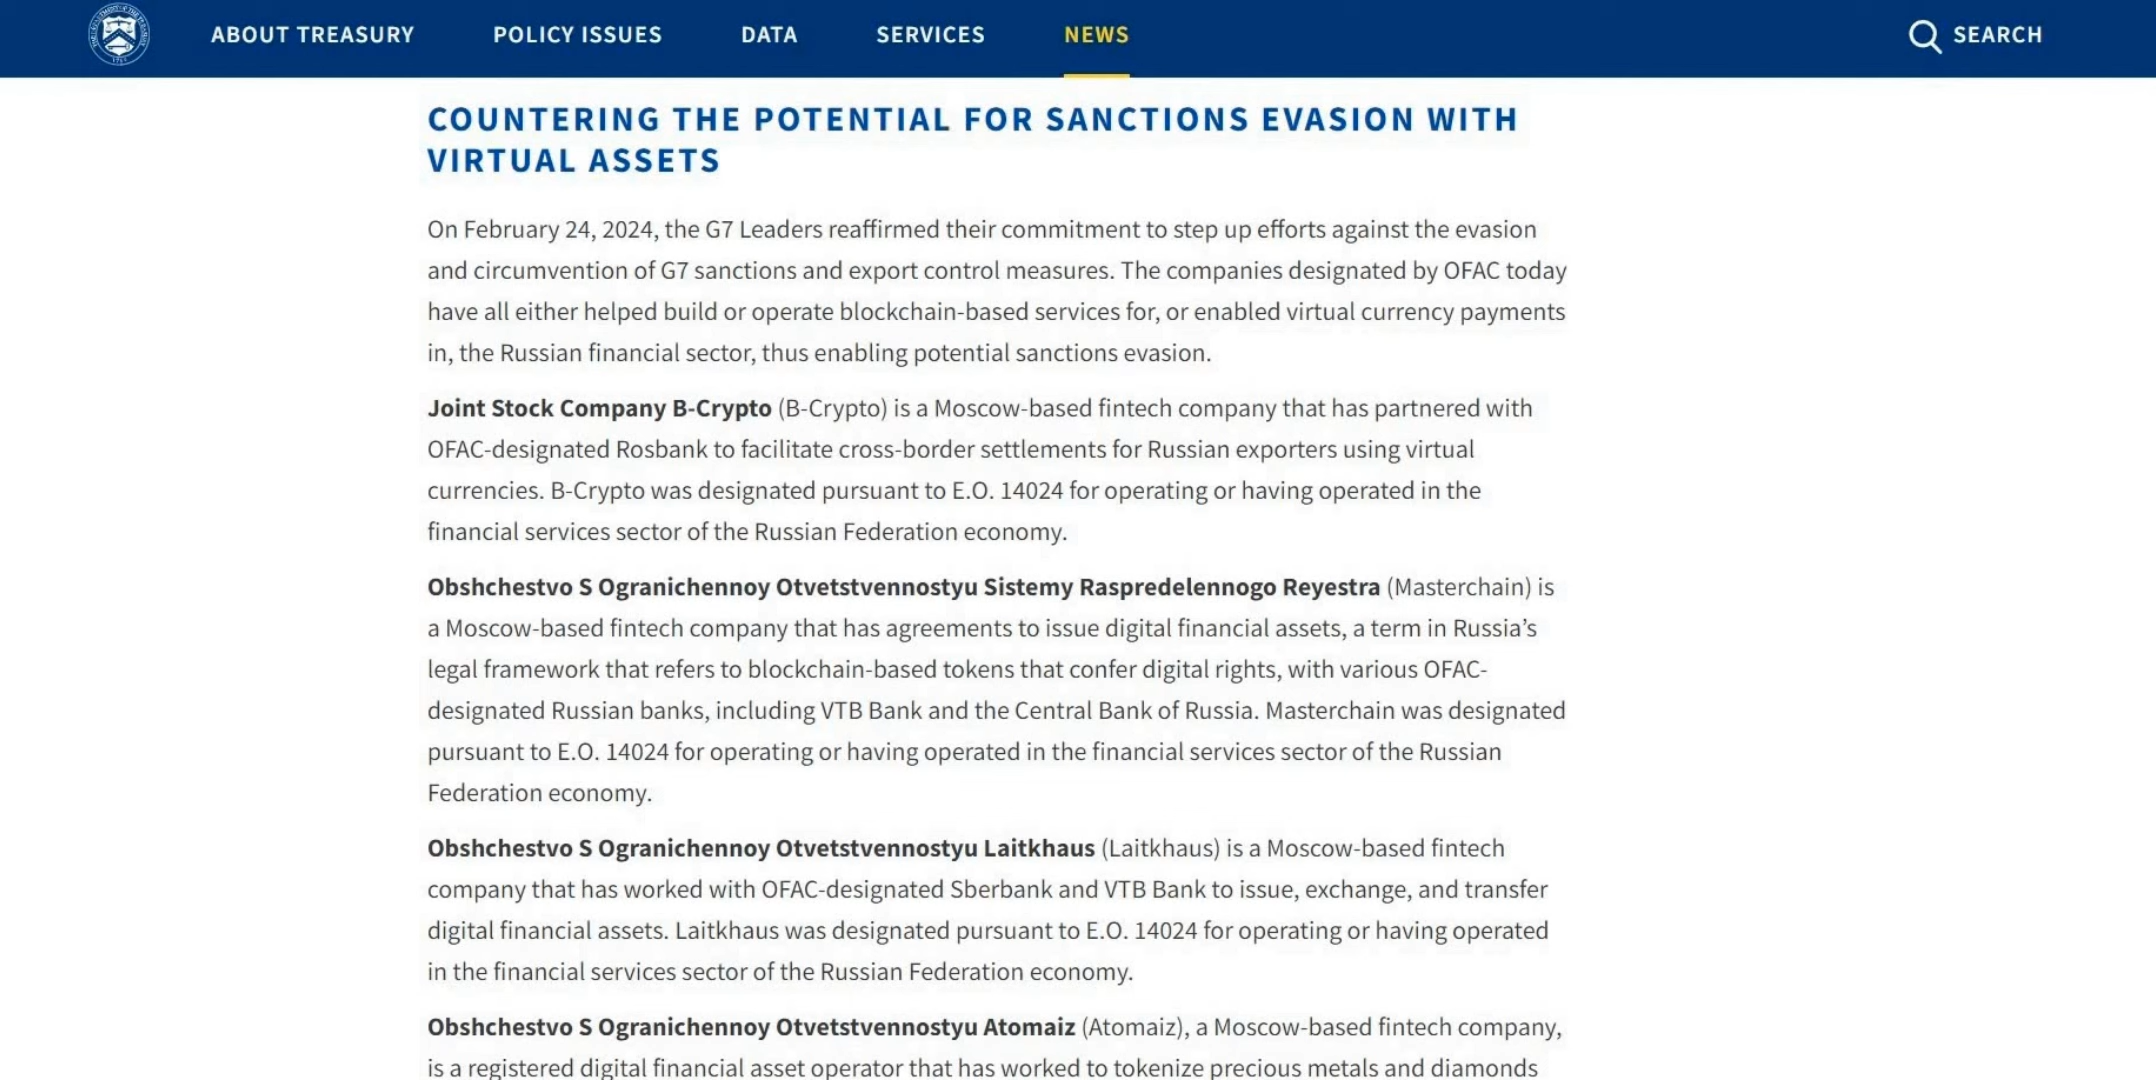 ABOUT TREASURY POLICY ISSUES DATA SERVICES NEWS SEARCH
COUNTERING THE POTENTIAL FOR SANCTIONS EVASION WITH
VIRTUAL ASSETS
On February 24, 2024, the G7 Leaders reaffirmed their commitment to step up efforts against the evasion
and circumvention of G7 sanctions and export control measures. The companies designated by OFAC today
have all either helped build or operate blockchain-based services for, or enabled virtual currency payments
in, the Russian financial sector, thus enabling potential sanctions evasion.
Joint Stock Company B-Crypto (B-Crypto) is a Moscow-based fintech company that has partnered with
OFAC-designated Rosbank to facilitate cross-border settlements for Russian exporters using virtual
currencies. B-Crypto was designated pursuant to E.O. 14024 for operating or having operated in the
financial services sector of the Russian Federation economy.
Obshchestvo S Ogranichennoy Otvetstvennostyu Sistemy Raspredelennogo Reyestra (Masterchain) is
a Moscow-based fintech company that has agreements to issue digital financial assets, a term in Russia’s
legal framework that refers to blockchain-based tokens that confer digital rights, with various OFAC-
designated Russian banks, including VTB Bank and the Central Bank of Russia. Masterchain was designated
pursuant to E.O. 14024 for operating or having operated in the financial services sector of the Russian
Federation economy.
Obshchestvo S Ogranichennoy Otvetstvennostyu Laitkhaus (Laitkhaus) is a Moscow-based fintech
company that has worked with OFAC-designated Sberbank and VTB Bank to issue, exchange, and transfer
digital financial assets. Laitkhaus was designated pursuant to E.O. 14024 for operating or having operated
in the financial services sector of the Russian Federation economy.
Obshchestvo S Ogranichennoy Otvetstvennostyu Atomaiz (Atomaiz), a Moscow-based fintech company,
is a registered digital financial asset operator that has worked to tokenize precious metals and diamonds